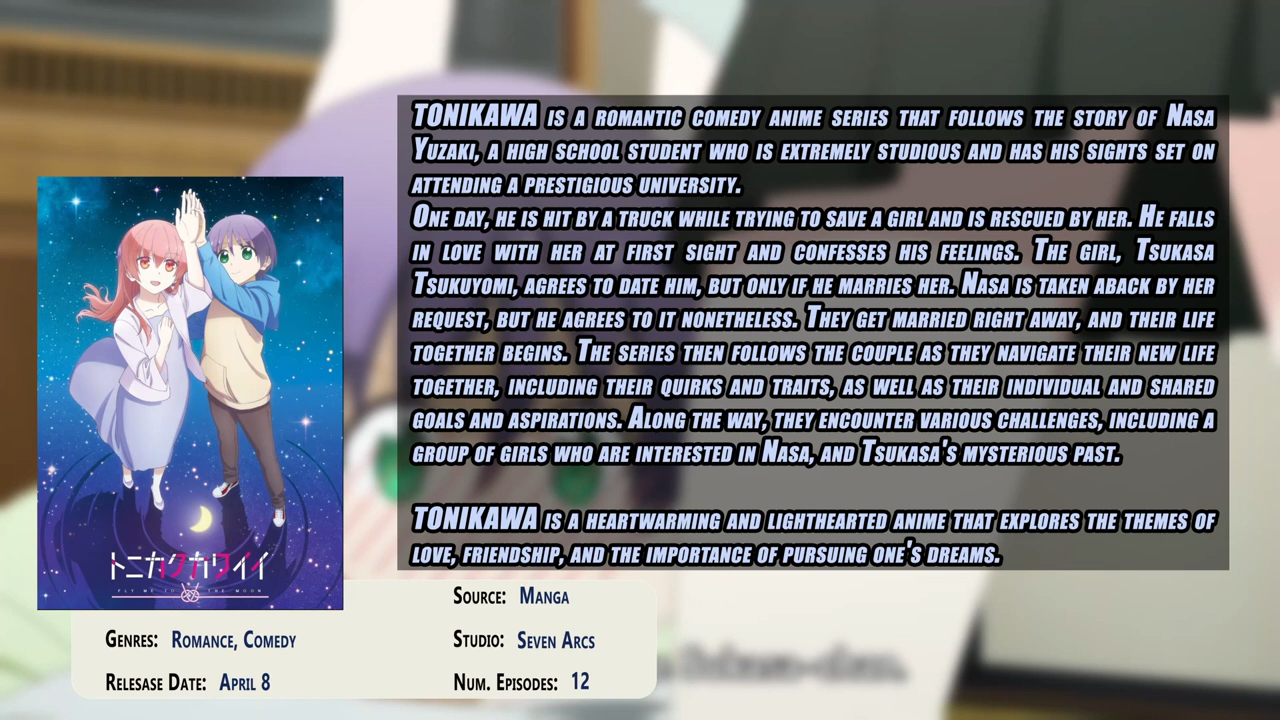 TONIKAWA IS A ROMANTIC COMEDY ANIME SERIES THAT FOLLOWS THE STORY OF NASA
YUZAKI, A HIGH SCHOOL STUDENT WHO IS EXTREMELY STUDIOUS AND HAS HIS SIGHTS SET ON
ATTENDING A PRESTIGIOUS UNIVERSITY.
ONE DAY, HE IS HIT BY A TRUCK WHILE TRYING TO SAVE A GIRL AND IS RESCUED BY HER. HE FALLS
IN LOVE WITH HER AT FIRST SIGHT AND CONFESSES HIS FEELINGS. THE GIRL, TSUKASA
TSUKUYOMI, AGREES TO DATE HIM, BUT ONLY IF HE MARRIES HER. NASA IS TAKEN ABACK BY HER
REQUEST, BUT HE AGREES TO IT NONETHELESS. THEY GET MARRIED RIGHT AWAY, AND THEIR LIFE
TOGETHER BEGINS. THE SERIES THEN FOLLOWS THE COUPLE AS THEY NAVIGATE THEIR NEW LIFE
TOGETHER, INCLUDING THEIR QUIRKS AND TRAITS, AS WELL AS THEIR INDIVIDUAL AND SHARED
GOALS AND ASPIRATIONS. ALONG THE WAY, THEY ENCOUNTER VARIOUS CHALLENGES, INCLUDING A
GROUP OF GIRLS WHO ARE INTERESTED IN NASA, AND TSUKASA'S MYSTERIOUS PAST.
TONIKAWA IS A HEARTWARMING AND LIGHTHEARTED ANIME THAT EXPLORES THE THEMES OF
LOVE, FRIENDSHIP, AND THE IMPORTANCE OF PURSUING ONE'S DREAMS.
トニカクカワイイ
FLY ME TO THE MOON
SOURCE: MANGA
GENRES: ROMANCE, COMEDY
STUDIO: SEVEN ARCS
RELESASE DATE: APRIL 8
NUM. EPISODES: 12